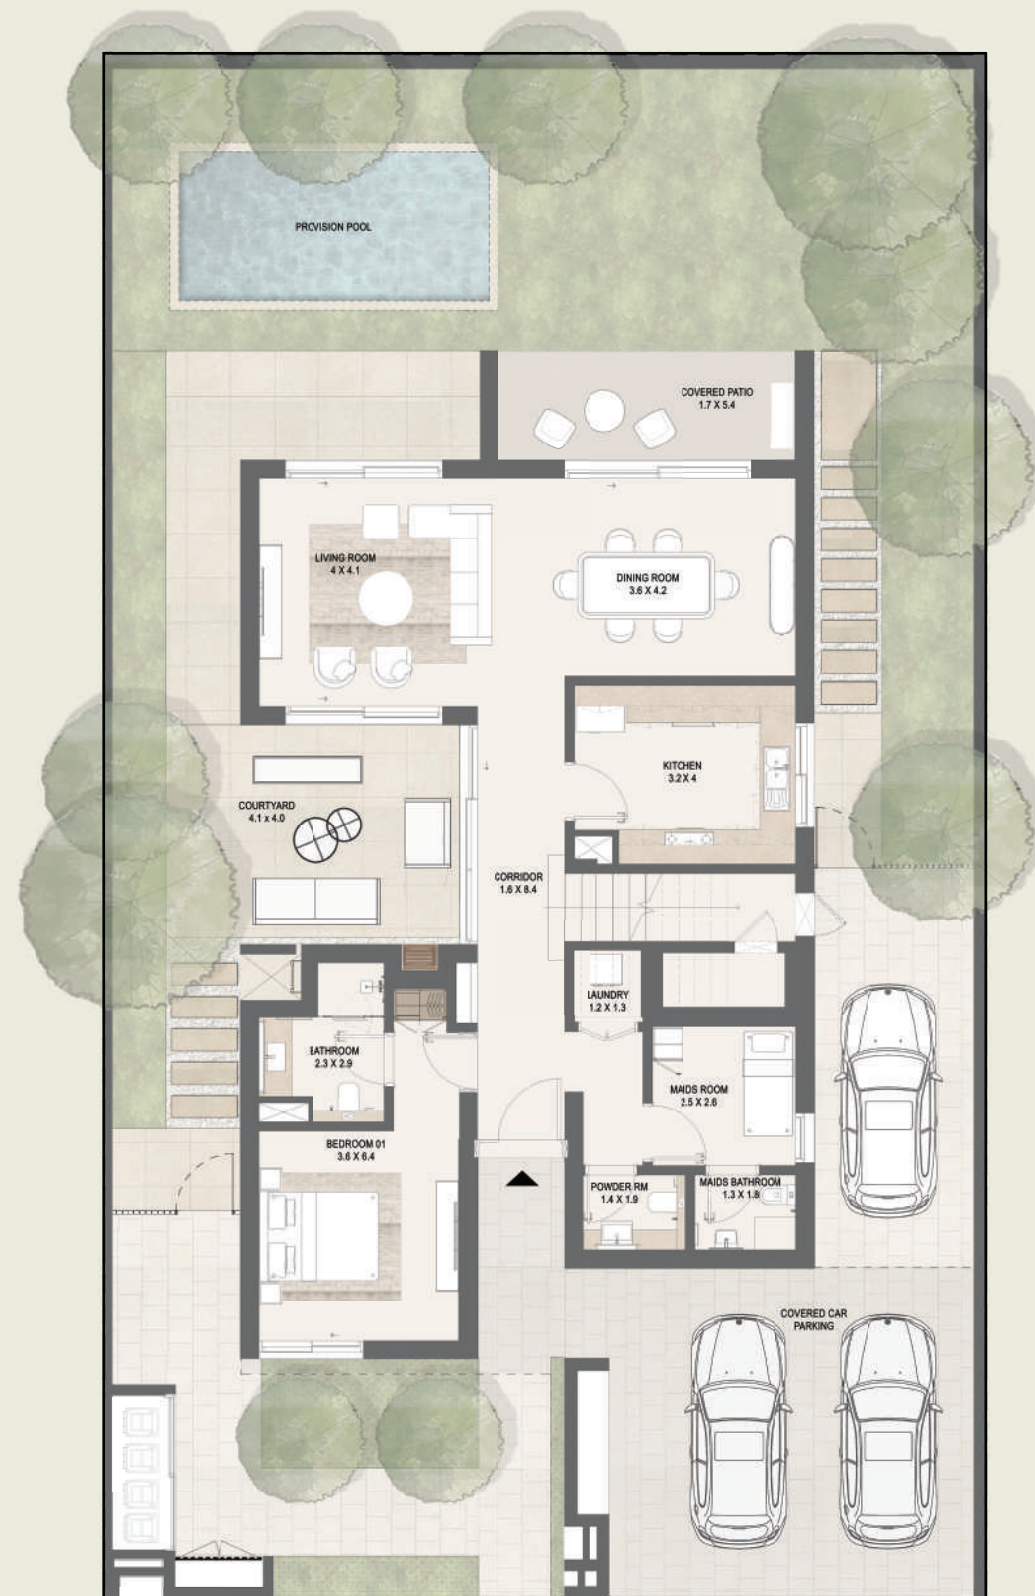 PROVISION POOL
COVERED PATIO
1.7 X 5.4
LIVING ROOM
4 X 4.1
DINING ROOM
3.6 X 4.2
KITCHEN
3.2 X 4
COURTYARD
4.1 x 4.0
CORRIDOR
1.6 X 8.4
LAUNDRY
1.2 X 1.3
BATHROOM
2.3 X 2.9
MAIDS ROOM
2.5 X 2.6
BEDROOM 01
3.6 X 6.4
POWDER RM
1.4 X 1.9
MAIDS BATHROOM
1.3 X 1.8
COVERED CAR
PARKING